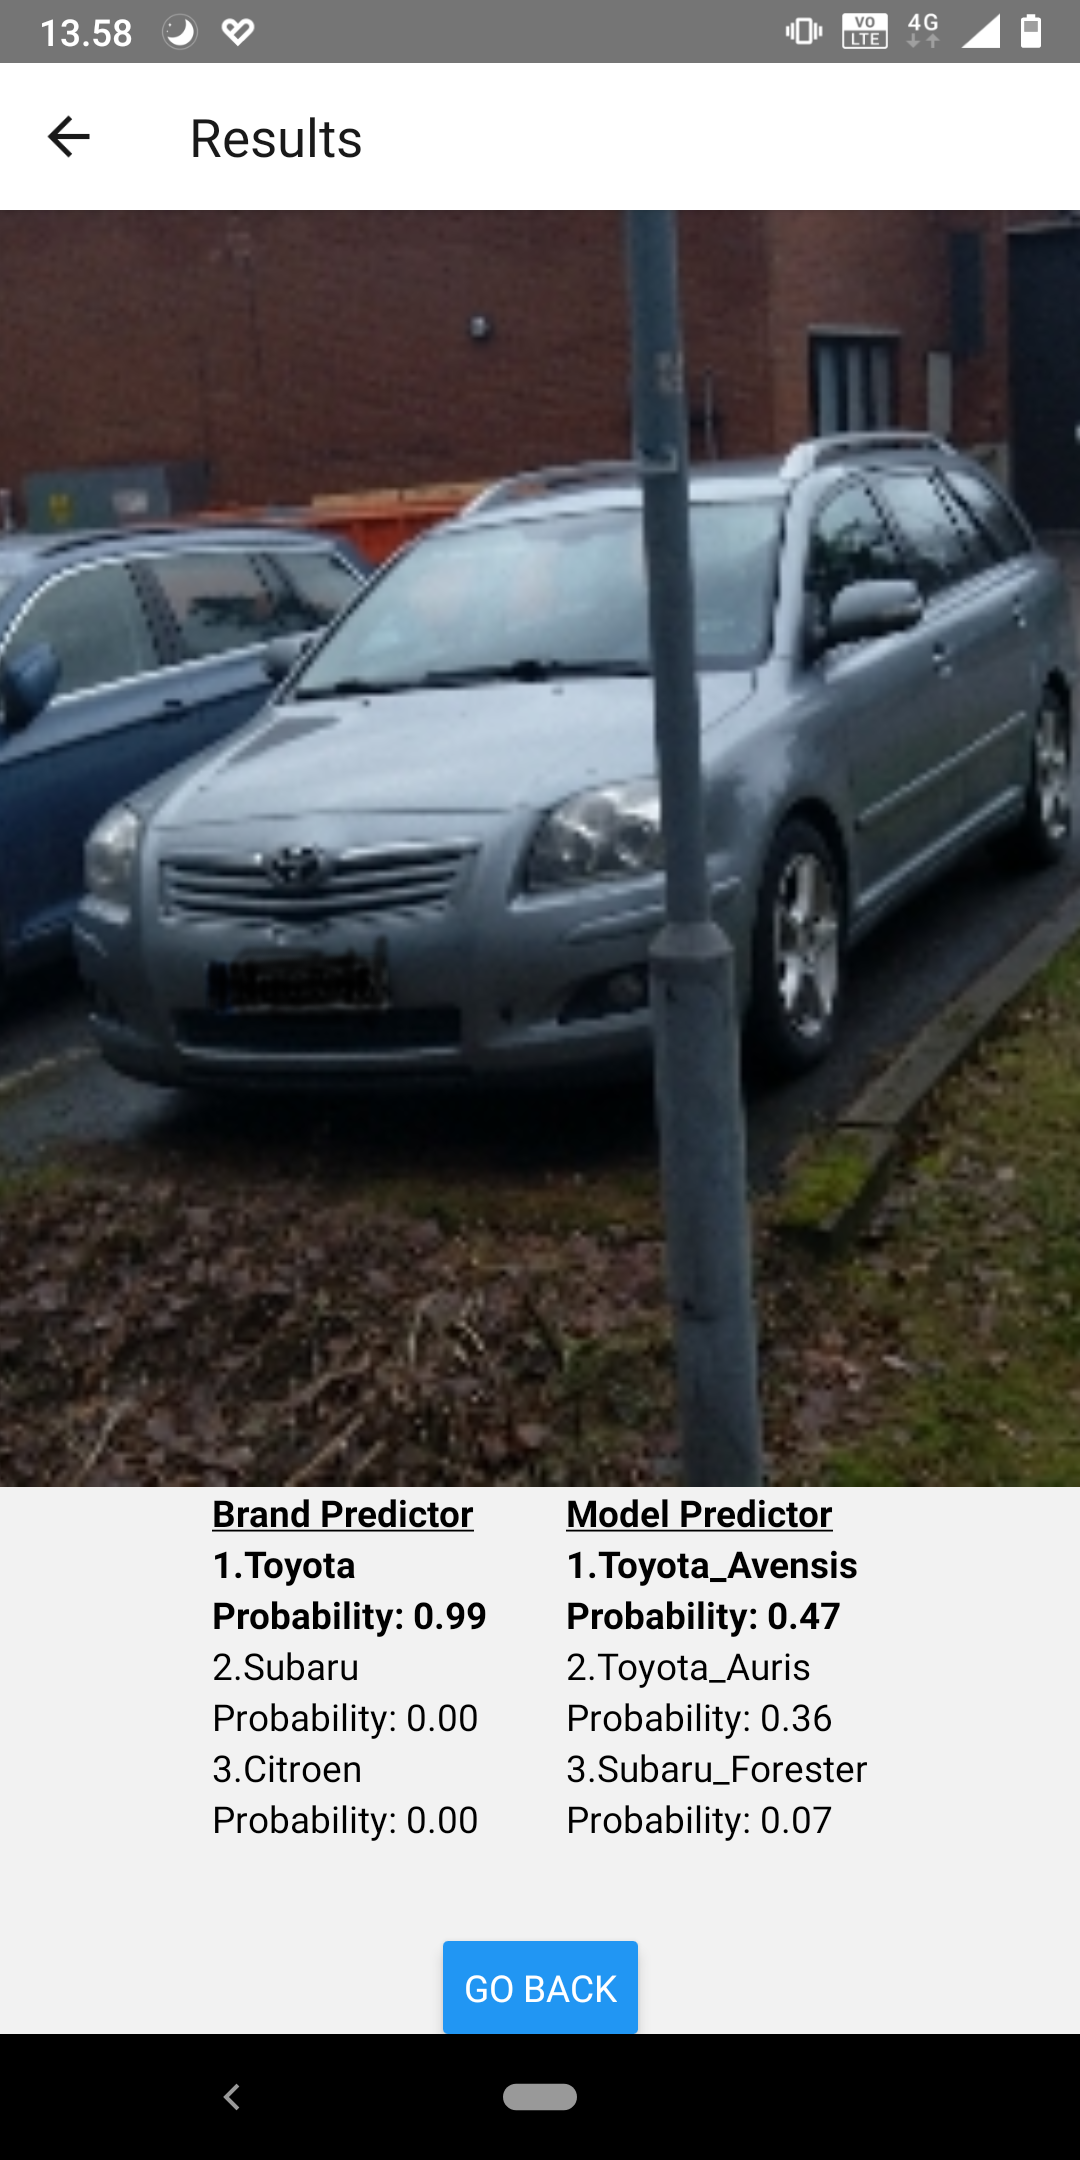 13.58
VO
LTE
4G
Results
Brand Predictor
1.Toyota
Probability: 0.99
2.Subaru
Probability: 0.00
3.Citroen
Probability: 0.00
Model Predictor
1.Toyota_Avensis
Probability: 0.47
2.Toyota_Auris
Probability: 0.36
3.Subaru_Forester
Probability: 0.07
GO BACK